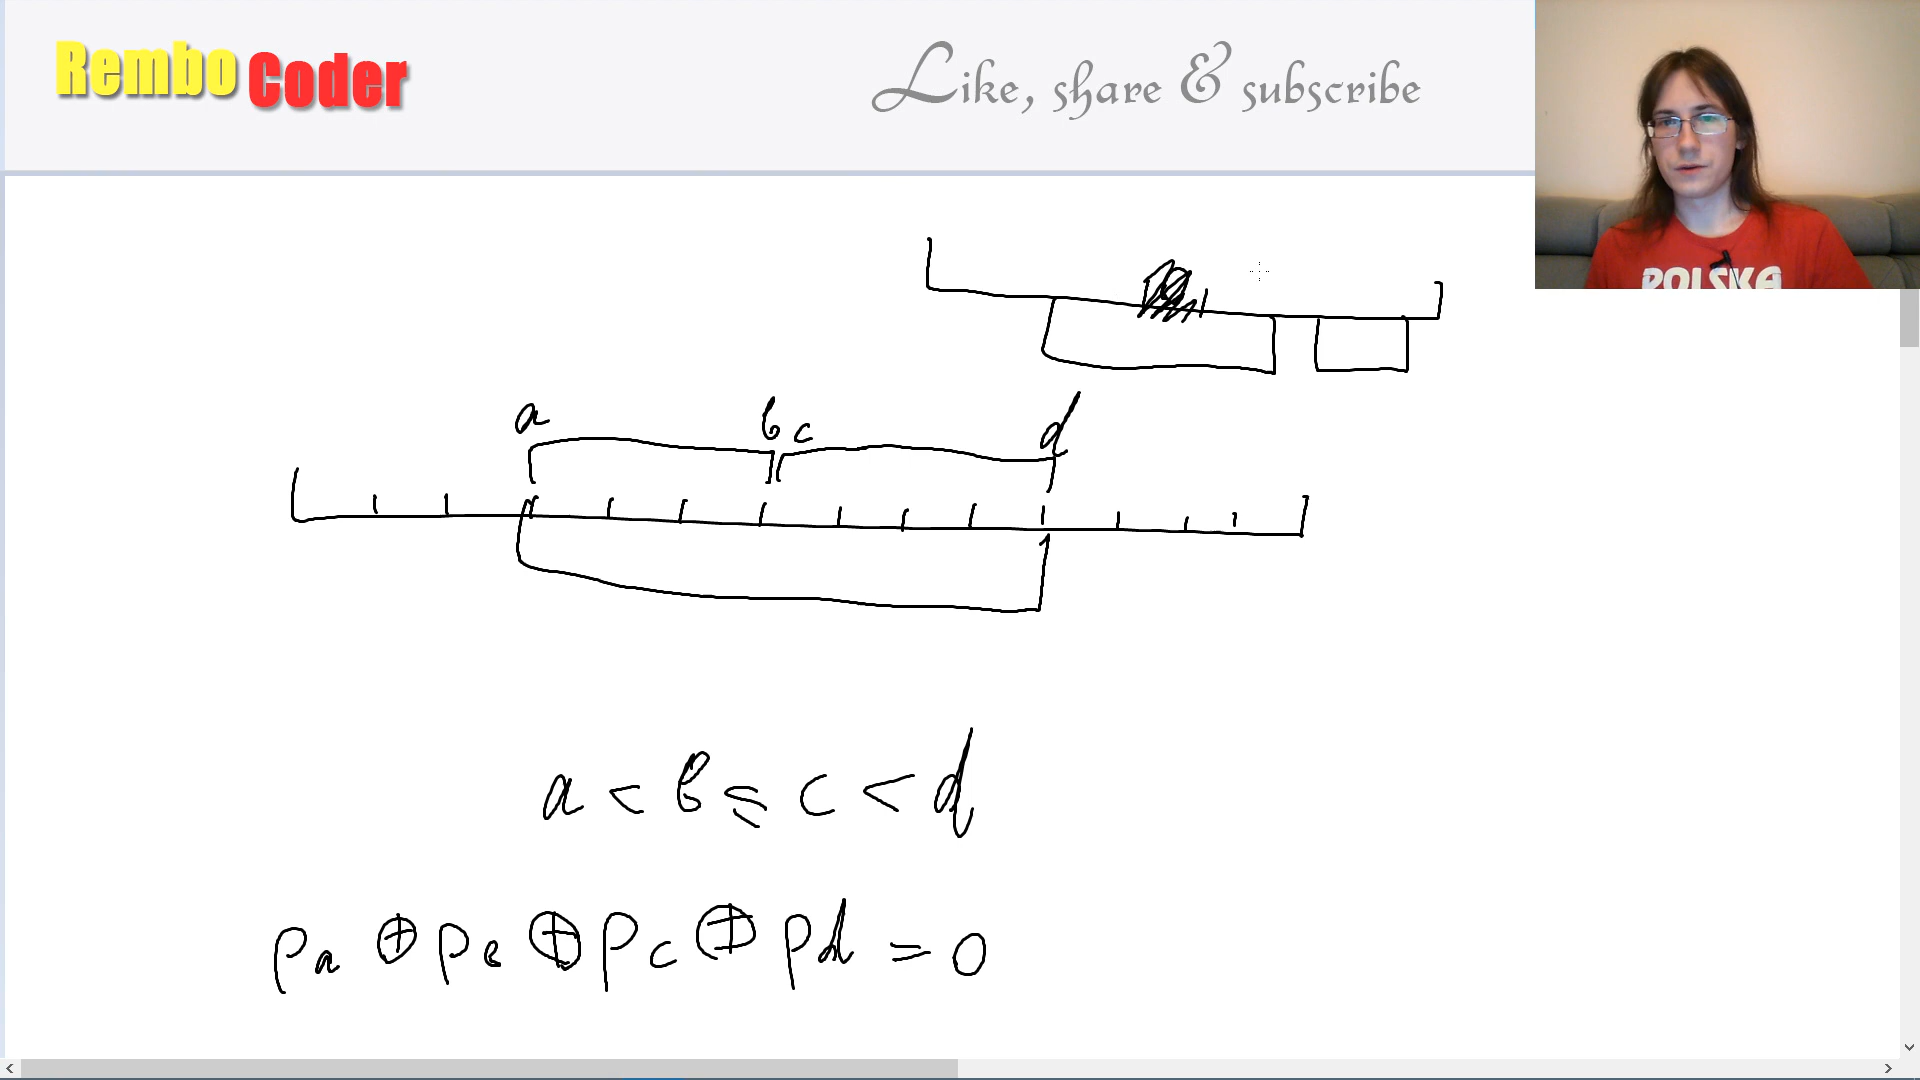 Rembo Coder
Like, share & subscribe
POLSKA
a b c d
a < b ≤ c < d
Pa ⊕ Pb ⊕ Pc ⊕ Pd = 0